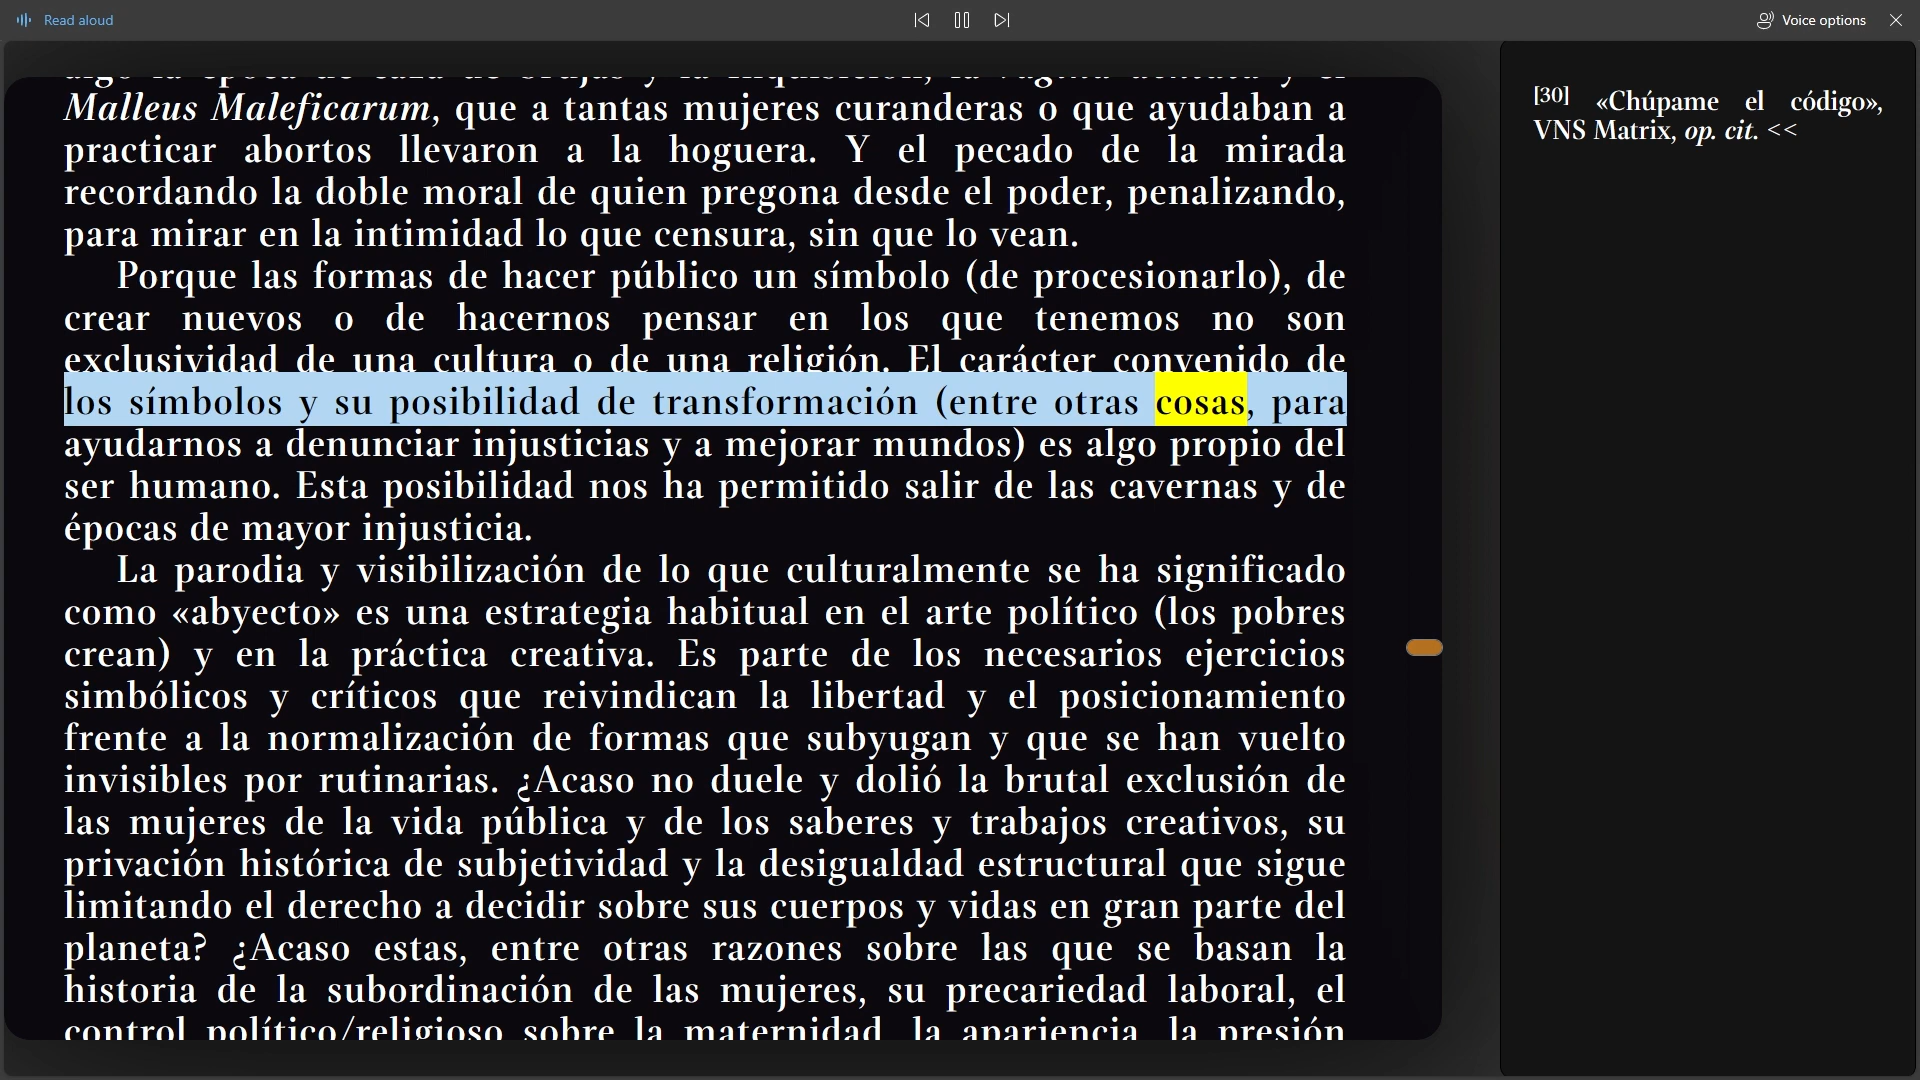 Read aloud
Voice options
Malleus Maleficarum, que a tantas mujeres curanderas o que ayudaban a
practicar abortos llevaron a la hoguera. Y el pecado de la mirada
recordando la doble moral de quien pregona desde el poder, penalizando,
para mirar en la intimidad lo que censura, sin que lo vean.
Porque las formas de hacer público un símbolo (de procesionarlo), de
crear nuevos o de hacernos pensar en los que tenemos no son
exclusividad de una cultura o de una religión. El carácter convenido de
los símbolos y su posibilidad de transformación (entre otras cosas, para
ayudarnos a denunciar injusticias y a mejorar mundos) es algo propio del
ser humano. Esta posibilidad nos ha permitido salir de las cavernas y de
épocas de mayor injusticia.
La parodia y visibilización de lo que culturalmente se ha significado
como «abyecto» es una estrategia habitual en el arte político (los pobres
crean) y en la práctica creativa. Es parte de los necesarios ejercicios
simbólicos y críticos que reivindican la libertad y el posicionamiento
frente a la normalización de formas que subyugan y que se han vuelto
invisibles por rutinarias. ¿Acaso no duele y dolió la brutal exclusión de
las mujeres de la vida pública y de los saberes y trabajos creativos, su
privación histórica de subjetividad y la desigualdad estructural que sigue
limitando el derecho a decidir sobre sus cuerpos y vidas en gran parte del
planeta? ¿Acaso estas, entre otras razones sobre las que se basan la
historia de la subordinación de las mujeres, su precariedad laboral, el
control político/religioso sobre la maternidad, la apariencia, la presión
[30] «Chúpame el código»,
VNS Matrix, op. cit. <<